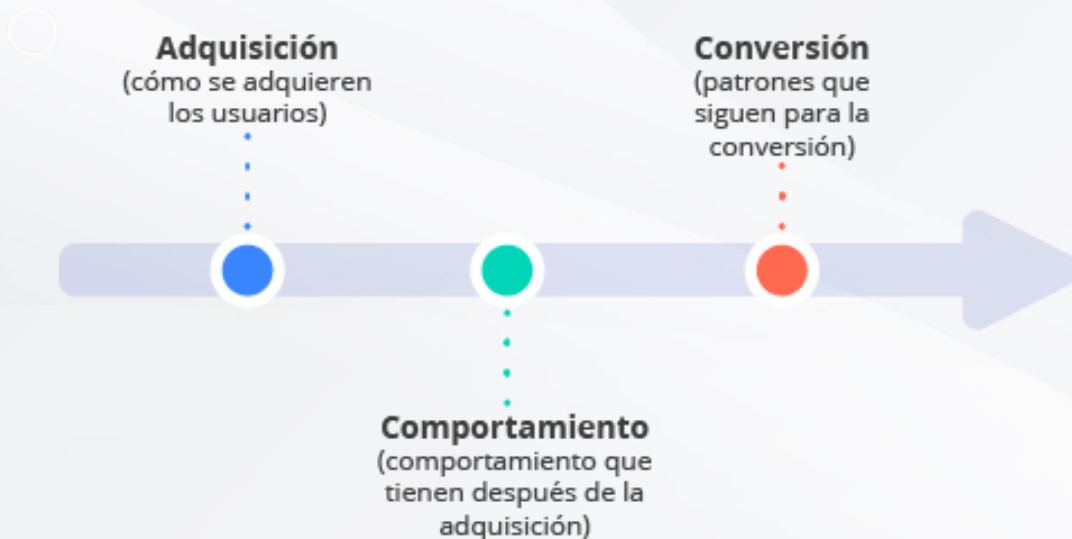 Adquisición
(cómo se adquieren
los usuarios)
Conversión
(patrones que
siguen para la
conversión)
Comportamiento
(comportamiento que
tienen después de la
adquisición)